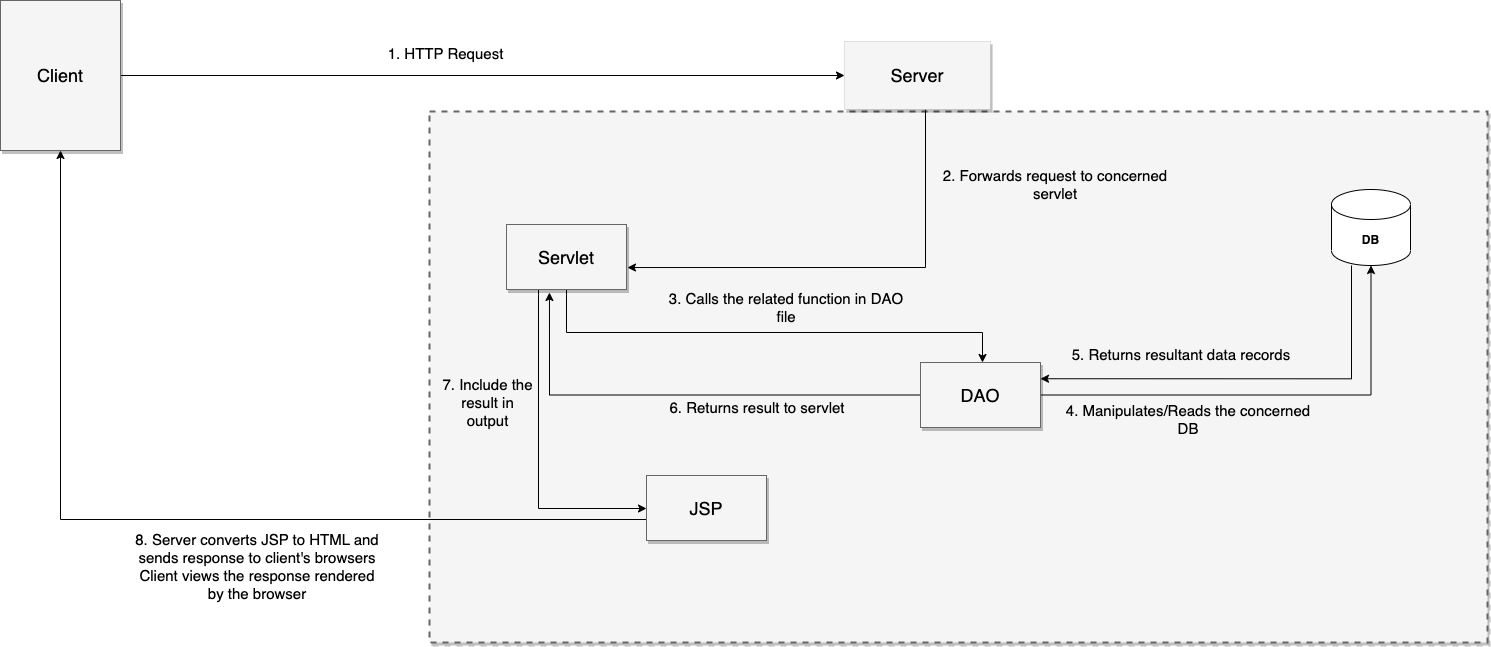 1. HTTP Request
Client
Server
2. Forwards request to concerned
servlet
DB
Servlet
3. Calls the related function in DAO
file
5. Returns resultant data records
7. Include the
result in
output
6. Returns result to servlet
DAO
4. Manipulates/Reads the concerned
DB
JSP
8. Server converts JSP to HTML and
sends response to client's browsers
Client views the response rendered
by the browser